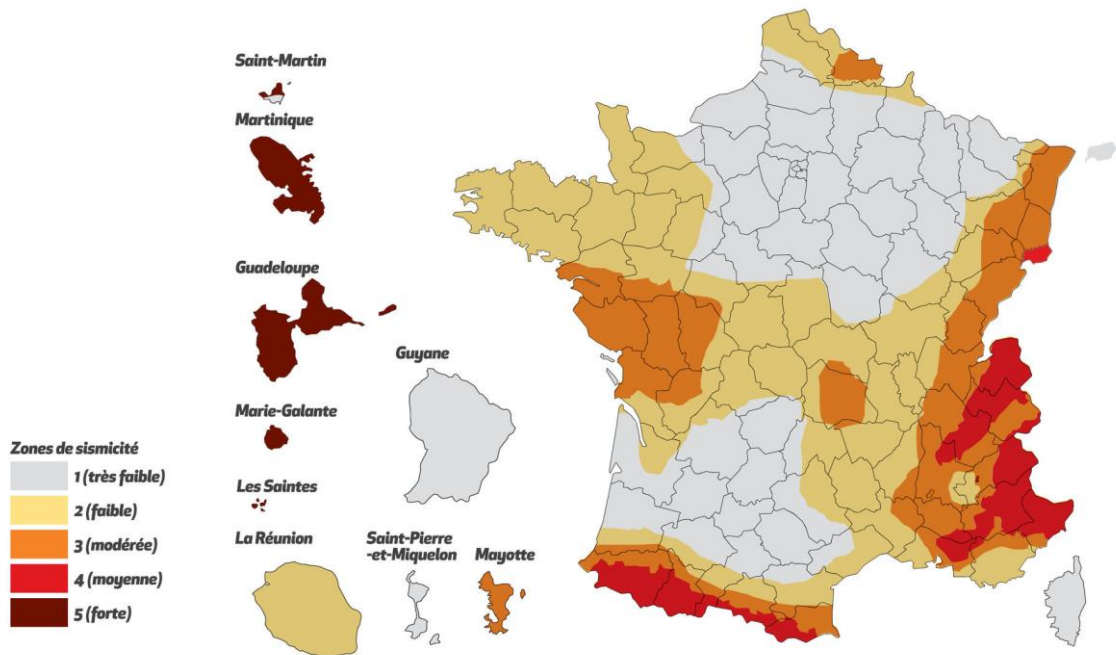 Saint-Martin
Martinique
Guadeloupe
Guyane
Marie-Galante
Zones de sismicité
1 (très faible)
2 (faible)
3 (modérée)
4 (moyenne)
5 (forte)
Les Saintes
La Réunion
Saint-Pierre
-et-Miquelon
Mayotte